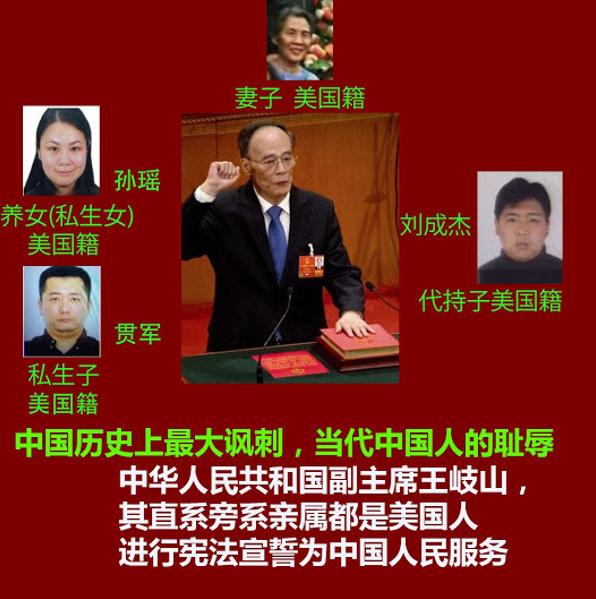 妻子 美国籍
孙瑶
养女(私生女)
美国籍
刘成杰
代持子美国籍
贯军
私生子
美国籍
中国历史上最大讽刺，当代中国人的耻辱
中华人民共和国副主席王岐山，
其直系旁系亲属都是美国人
进行宪法宣誓为中国人民服务